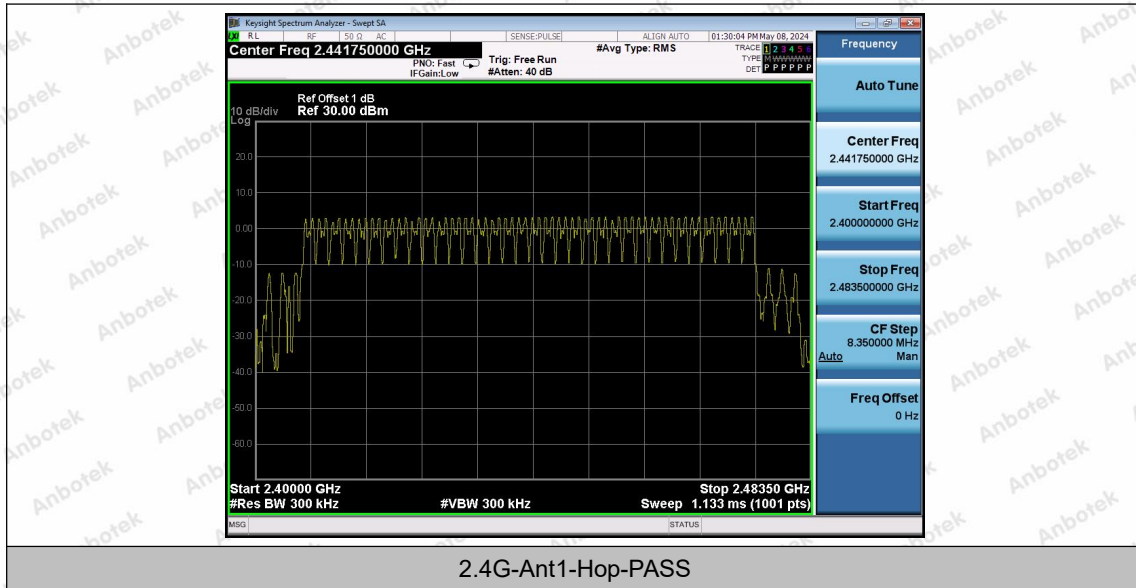 Keysight Spectrum Analyzer - Swept SA
RL RF 50 Ω AC SENSE:PULSE ALIGN AUTO 01:30:04 PM May 08, 2024
Center Freq 2.441750000 GHz #Avg Type: RMS TRACE 1 2 3 4 5 6
PNO: Fast Trig: Free Run TYPE M WWWWW
IFGain:Low #Atten: 40 dB DET P P P P P P
Frequency
Auto Tune
Ref Offset 1 dB
10 dB/div Ref 30.00 dBm
Log
20.0
10.0
0.00
-10.0
-20.0
-30.0
-40.0
-50.0
-60.0
Center Freq
2.441750000 GHz
Start Freq
2.400000000 GHz
Stop Freq
2.483500000 GHz
CF Step
8.350000 MHz
Auto Man
Freq Offset
0 Hz
Start 2.40000 GHz Stop 2.48350 GHz
#Res BW 300 kHz #VBW 300 kHz Sweep 1.133 ms (1001 pts)
MSG STATUS
2.4G-Ant1-Hop-PASS
Anbotek